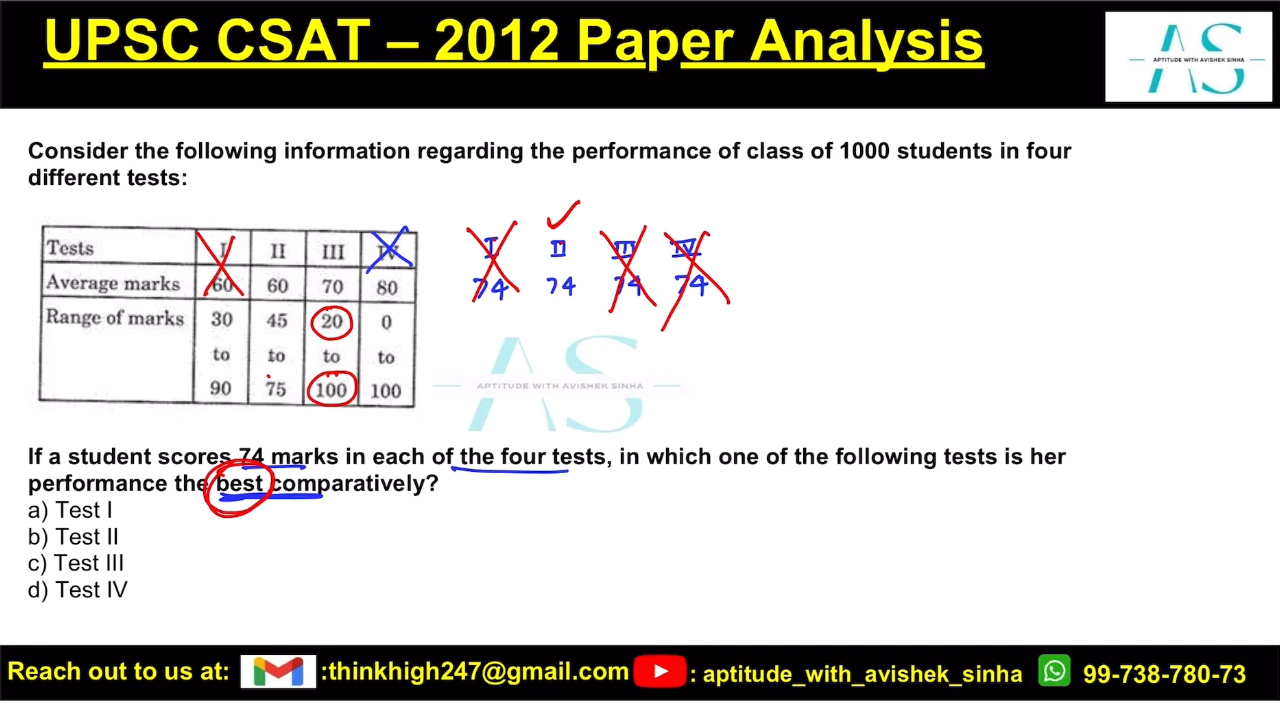 UPSC CSAT – 2012 Paper Analysis
AS
APTITUDE WITH AVISHEK SINHA
Consider the following information regarding the performance of class of 1000 students in four
different tests:
Tests I II III IV
Average marks 60 60 70 80
Range of marks 30 45 20 0
to to to to
90 75 100 100
I II III IV
74 74 74 74
AS
APTITUDE WITH AVISHEK SINHA
If a student scores 74 marks in each of the four tests, in which one of the following tests is her
performance the best comparatively?
a) Test I
b) Test II
c) Test III
d) Test IV
Reach out to us at: :thinkhigh247@gmail.com : aptitude_with_avishek_sinha 99-738-780-73